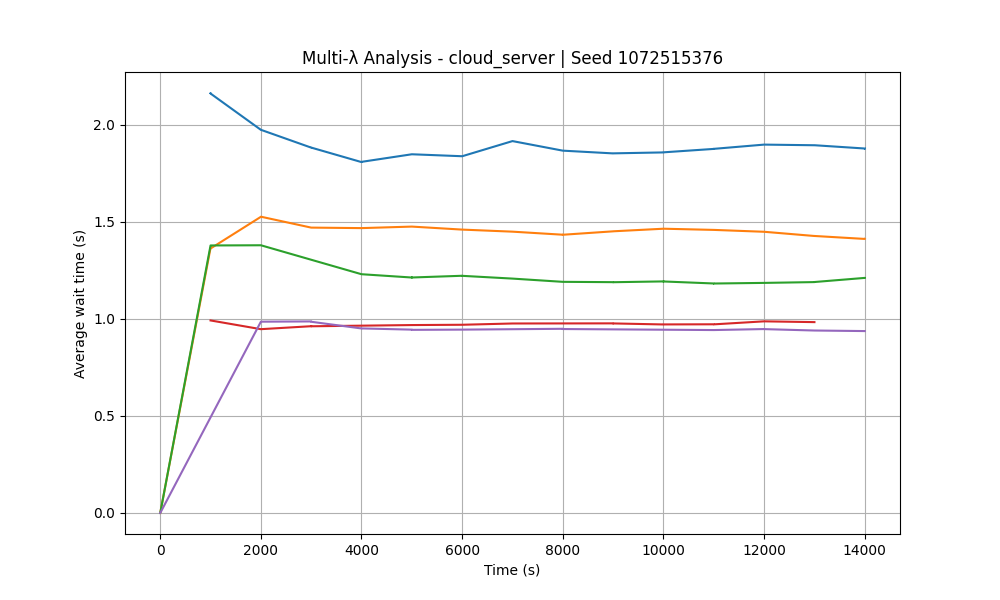 Multi-λ Analysis - cloud_server | Seed 1072515376
Average wait time (s)
2.0
1.5
1.0
0.5
0.0
0 2000 4000 6000 8000 10000 12000 14000
Time (s)